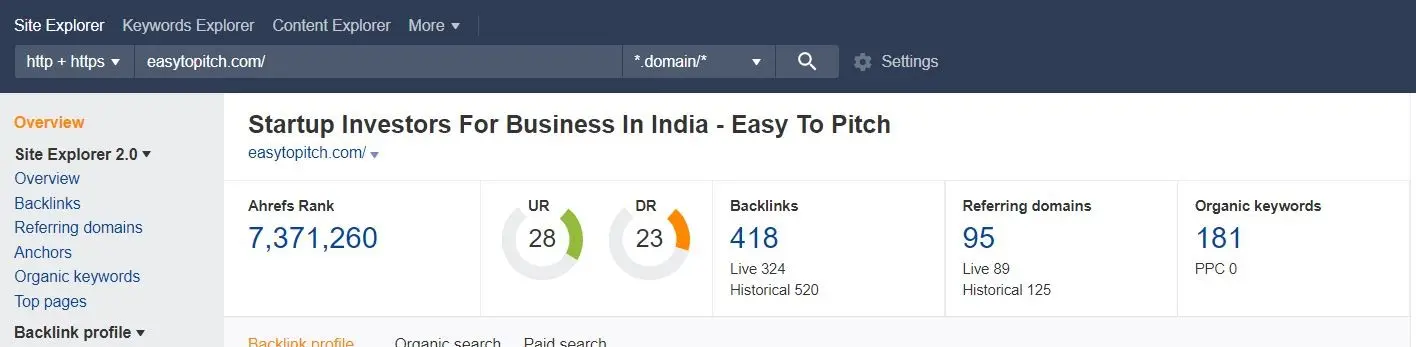 Site Explorer Keywords Explorer Content Explorer More
http + https easytopitch.com/ *.domain/* Settings
Overview
Site Explorer 2.0
Overview
Backlinks
Referring domains
Anchors
Organic keywords
Top pages
Backlink profile
Startup Investors For Business In India - Easy To Pitch
easytopitch.com/
Ahrefs Rank
7,371,260
UR
28
DR
23
Backlinks
418
Live 324
Historical 520
Referring domains
95
Live 89
Historical 125
Organic keywords
181
PPC 0
Backlink profile Organic search Paid search